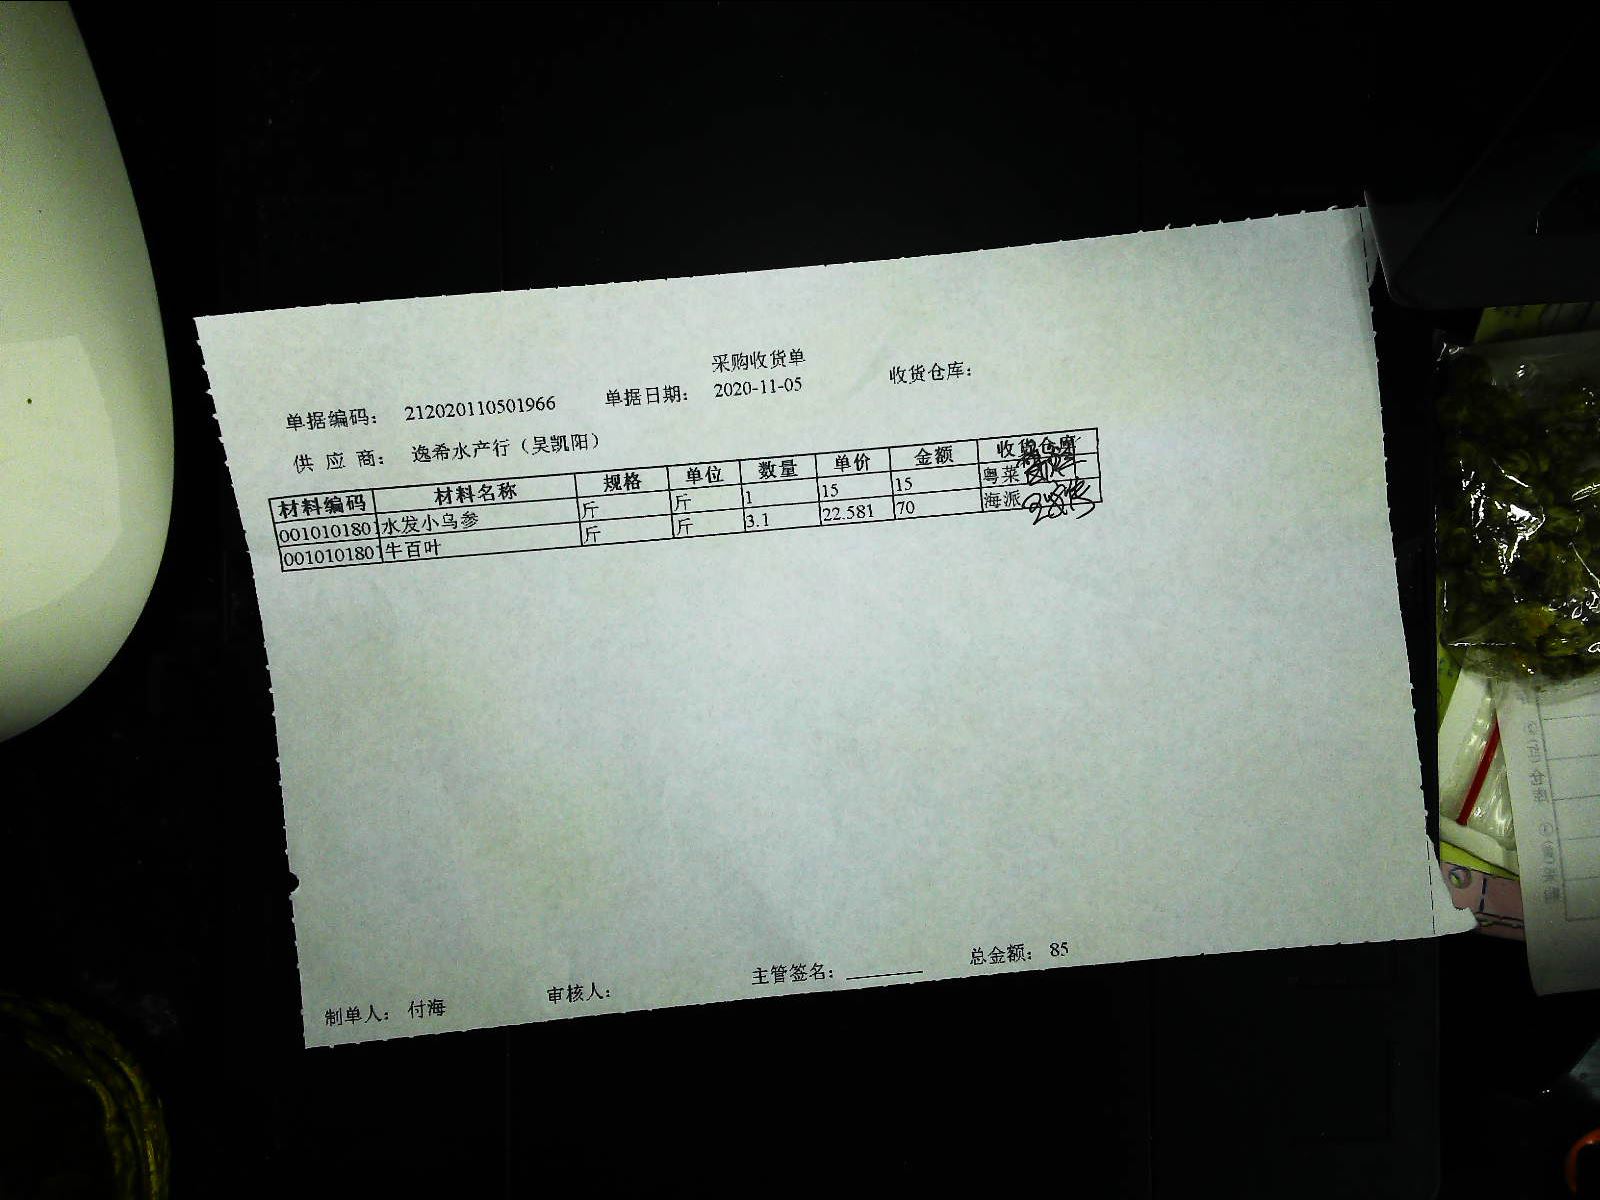 采购收货单
单据编码： 212020110501966 单据日期： 2020-11-05 收货仓库：
供 应 商： 逸希水产行（吴凯阳）
材料编码 材料名称 规格 单位 数量 单价 金额 收货仓库
0010101801 水发小乌参 斤 斤 1 15 15 粤菜
0010101801 牛百叶 斤 斤 3.1 22.581 70 海派
制单人： 付海 审核人： 主管签名： 总金额： 85